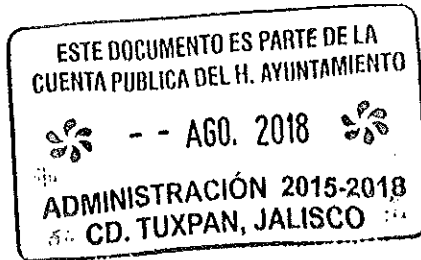 ESTE DOCUMENTO ES PARTE DE LA
CUENTA PUBLICA DEL H. AYUNTAMIENTO
- - AGO. 2018
ADMINISTRACIÓN 2015-2018
CD. TUXPAN, JALISCO